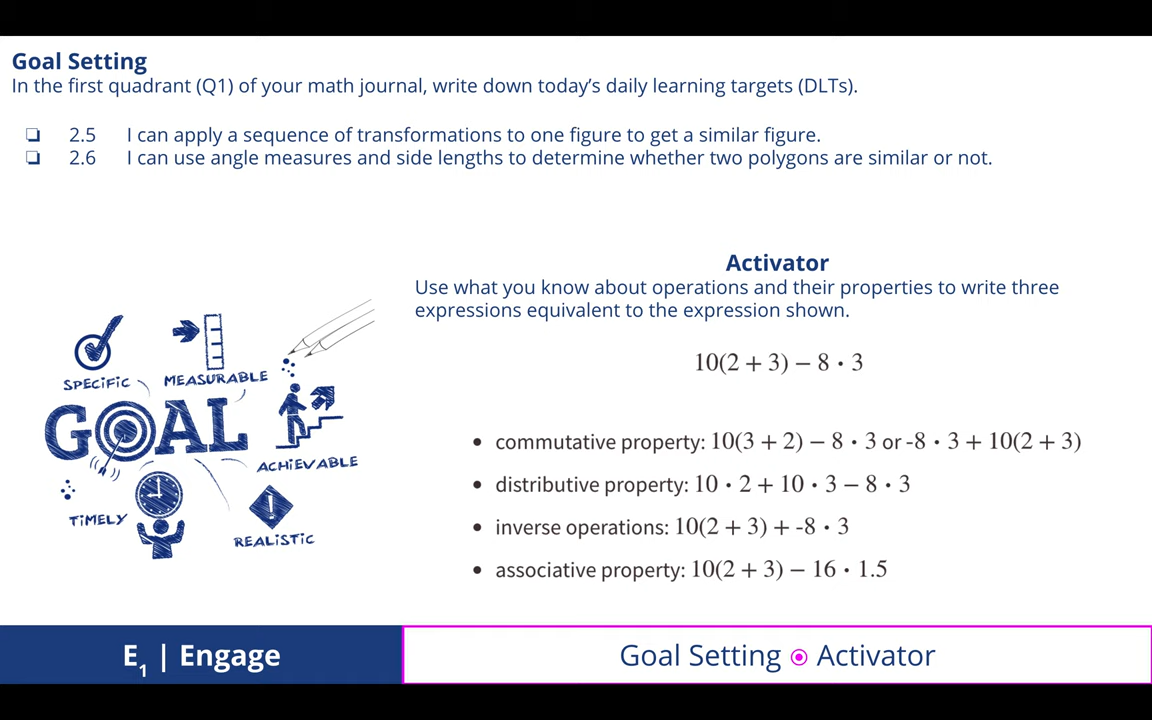 Goal Setting
In the first quadrant (Q1) of your math journal, write down today’s daily learning targets (DLTs).
❏ 2.5 I can apply a sequence of transformations to one figure to get a similar figure.
❏ 2.6 I can use angle measures and side lengths to determine whether two polygons are similar or not.
Activator
Use what you know about operations and their properties to write three
expressions equivalent to the expression shown.
10(2 + 3) − 8 · 3
• commutative property: 10(3 + 2) − 8 · 3 or -8 · 3 + 10(2 + 3)
• distributive property: 10 · 2 + 10 · 3 − 8 · 3
• inverse operations: 10(2 + 3) + -8 · 3
• associative property: 10(2 + 3) − 16 · 1.5
SPECiFiC
MEASURABLE
GOAL
ACHiEVABLE
TiMELY
REALiSTiC
E₁ | Engage
Goal Setting ⦿ Activator